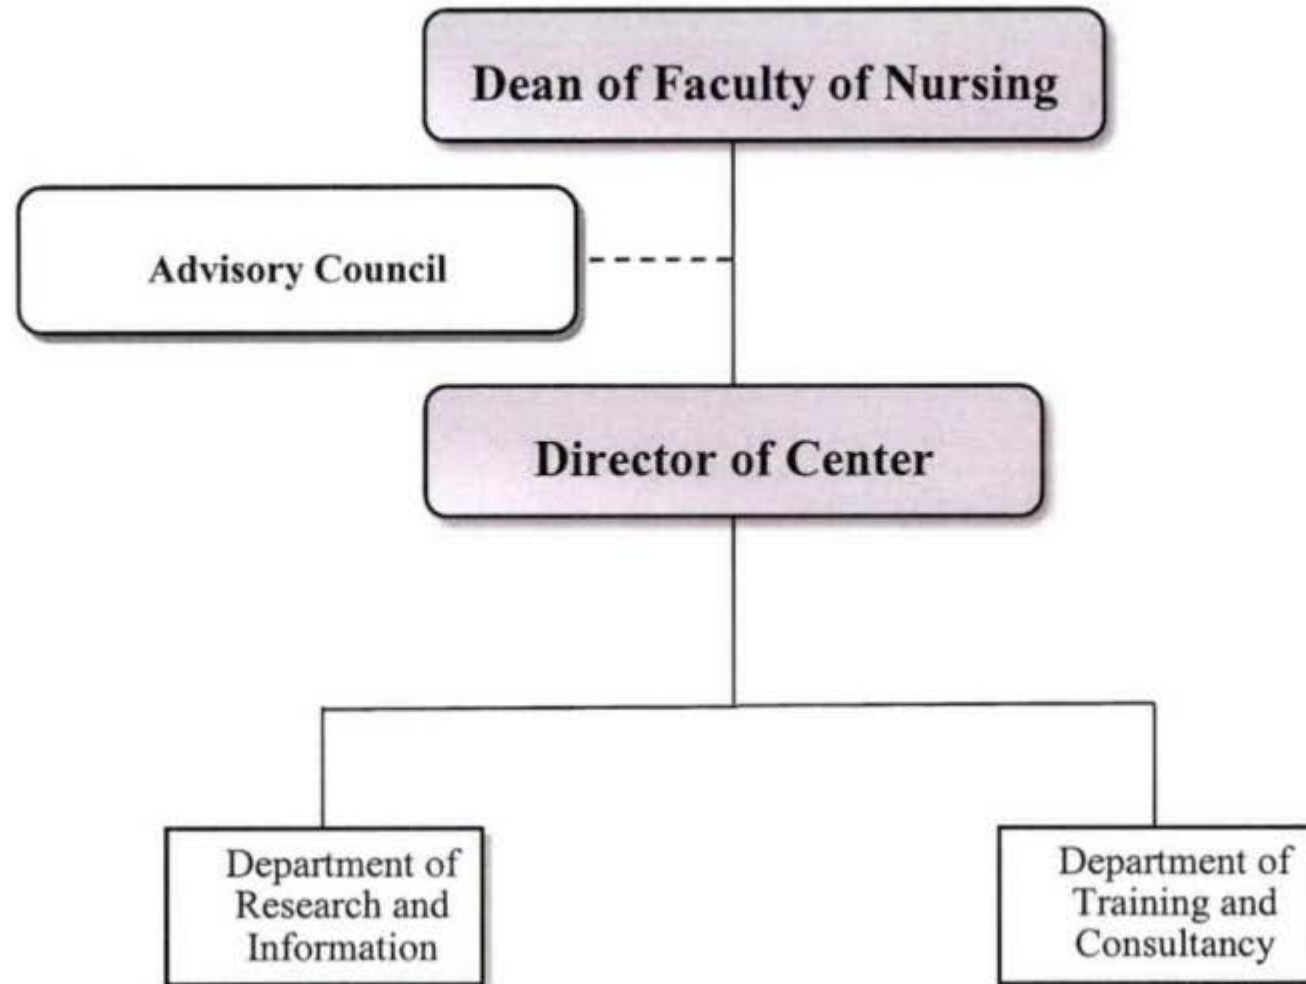 Dean of Faculty of Nursing
Advisory Council
Director of Center
Department of
Research and
Information
Department of
Training and
Consultancy